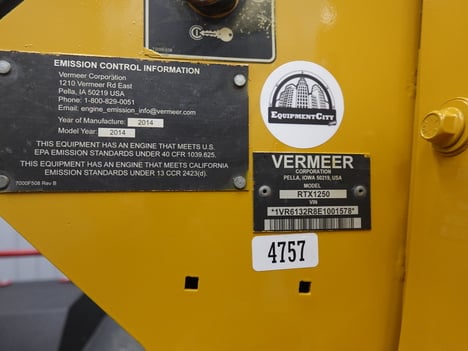 EMISSION CONTROL INFORMATION
Vermeer Corporation
1210 Vermeer Rd East
Pella, IA 50219 USA
Phone: 1-800-829-0051
Email: engine_emission_info@vermeer.com
Year of Manufacture: 2014
Model Year: 2014
THIS EQUIPMENT HAS AN ENGINE THAT MEETS U.S.
EPA EMISSION STANDARDS UNDER 40 CFR 1039.625.
THIS EQUIPMENT HAS AN ENGINE THAT MEETS CALIFORNIA
EMISSION STANDARDS UNDER 13 CCR 2423(d).
7000F508 Rev B
EQUIPMENTCITY
VERMEER
CORPORATION
PELLA, IOWA 50219, USA
MODEL
RTX1250
VIN
*1VR6132R8E1001578*
4757